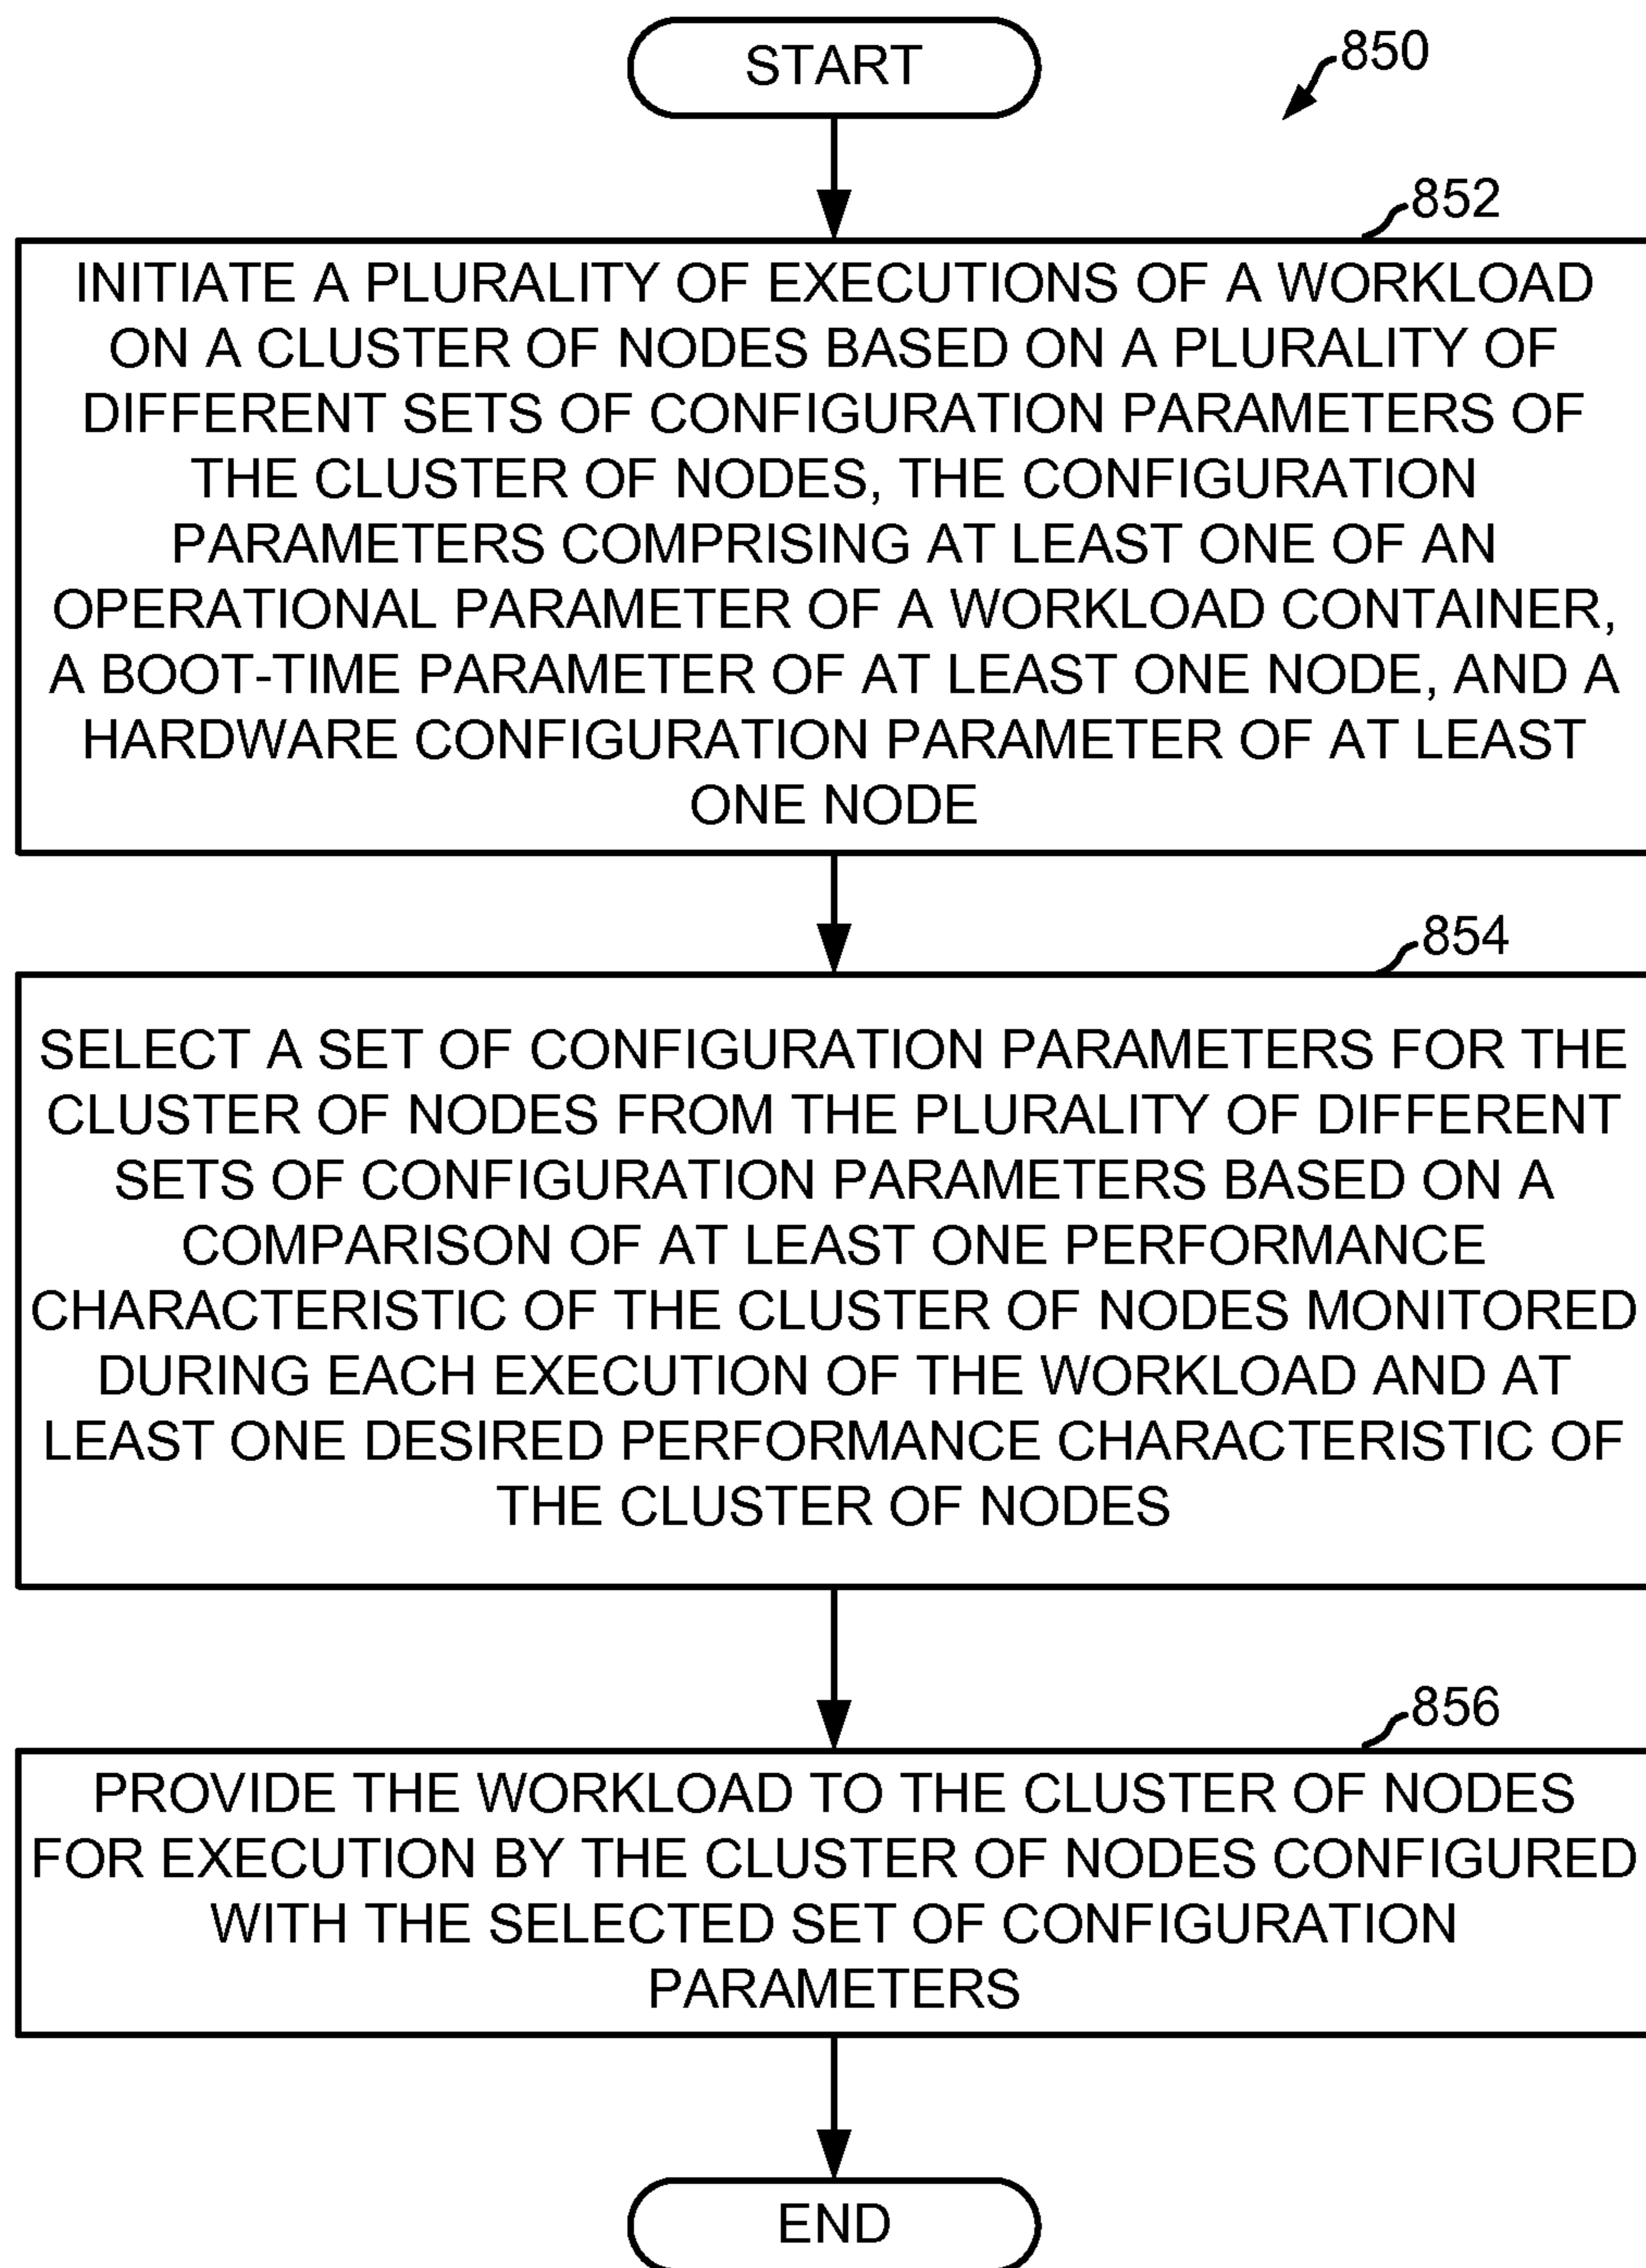 START
850
852
INITIATE A PLURALITY OF EXECUTIONS OF A WORKLOAD
ON A CLUSTER OF NODES BASED ON A PLURALITY OF
DIFFERENT SETS OF CONFIGURATION PARAMETERS OF
THE CLUSTER OF NODES, THE CONFIGURATION
PARAMETERS COMPRISING AT LEAST ONE OF AN
OPERATIONAL PARAMETER OF A WORKLOAD CONTAINER,
A BOOT-TIME PARAMETER OF AT LEAST ONE NODE, AND A
HARDWARE CONFIGURATION PARAMETER OF AT LEAST
ONE NODE
854
SELECT A SET OF CONFIGURATION PARAMETERS FOR THE
CLUSTER OF NODES FROM THE PLURALITY OF DIFFERENT
SETS OF CONFIGURATION PARAMETERS BASED ON A
COMPARISON OF AT LEAST ONE PERFORMANCE
CHARACTERISTIC OF THE CLUSTER OF NODES MONITORED
DURING EACH EXECUTION OF THE WORKLOAD AND AT
LEAST ONE DESIRED PERFORMANCE CHARACTERISTIC OF
THE CLUSTER OF NODES
856
PROVIDE THE WORKLOAD TO THE CLUSTER OF NODES
FOR EXECUTION BY THE CLUSTER OF NODES CONFIGURED
WITH THE SELECTED SET OF CONFIGURATION
PARAMETERS
END